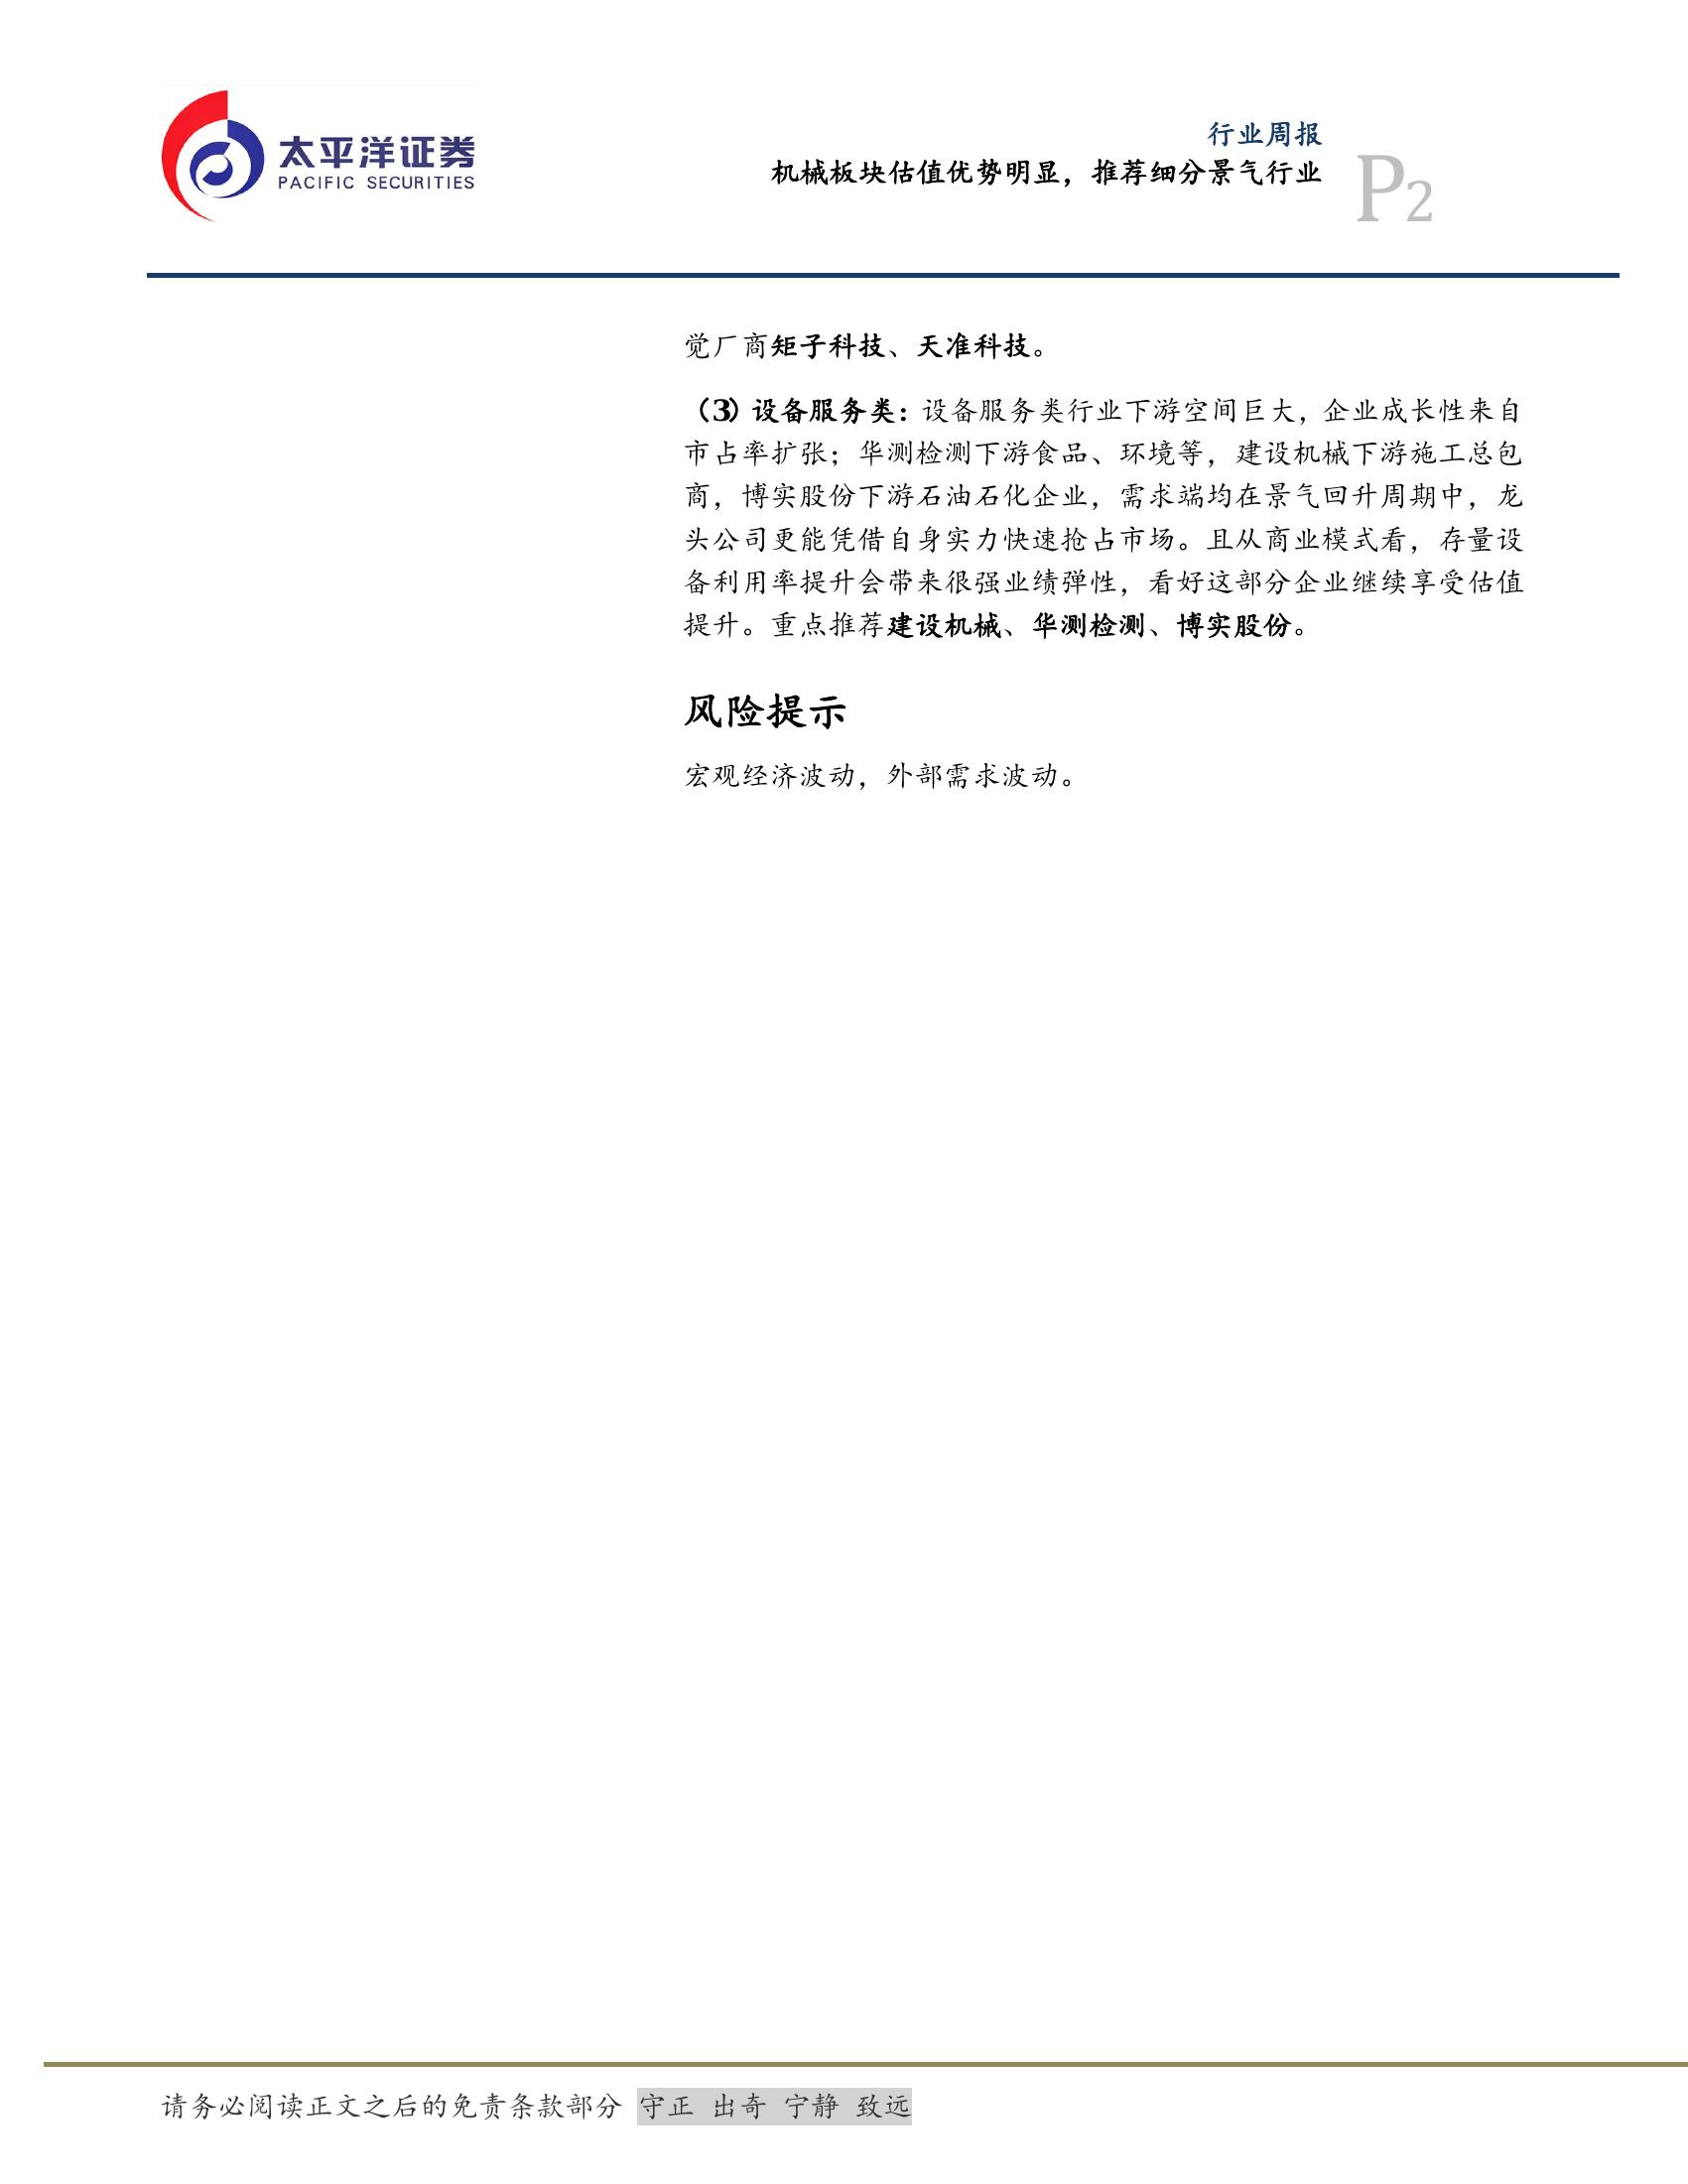 太平洋证券
PACIFIC SECURITIES
行业周报
机械板块估值优势明显，推荐细分景气行业
P2
觉厂商矩子科技、天准科技。
（3）设备服务类：设备服务类行业下游空间巨大，企业成长性来自
市占率扩张；华测检测下游食品、环境等，建设机械下游施工总包
商，博实股份下游石油石化企业，需求端均在景气回升周期中，龙
头公司更能凭借自身实力快速抢占市场。且从商业模式看，存量设
备利用率提升会带来很强业绩弹性，看好这部分企业继续享受估值
提升。重点推荐建设机械、华测检测、博实股份。
风险提示
宏观经济波动，外部需求波动。
请务必阅读正文之后的免责条款部分 守正 出奇 宁静 致远